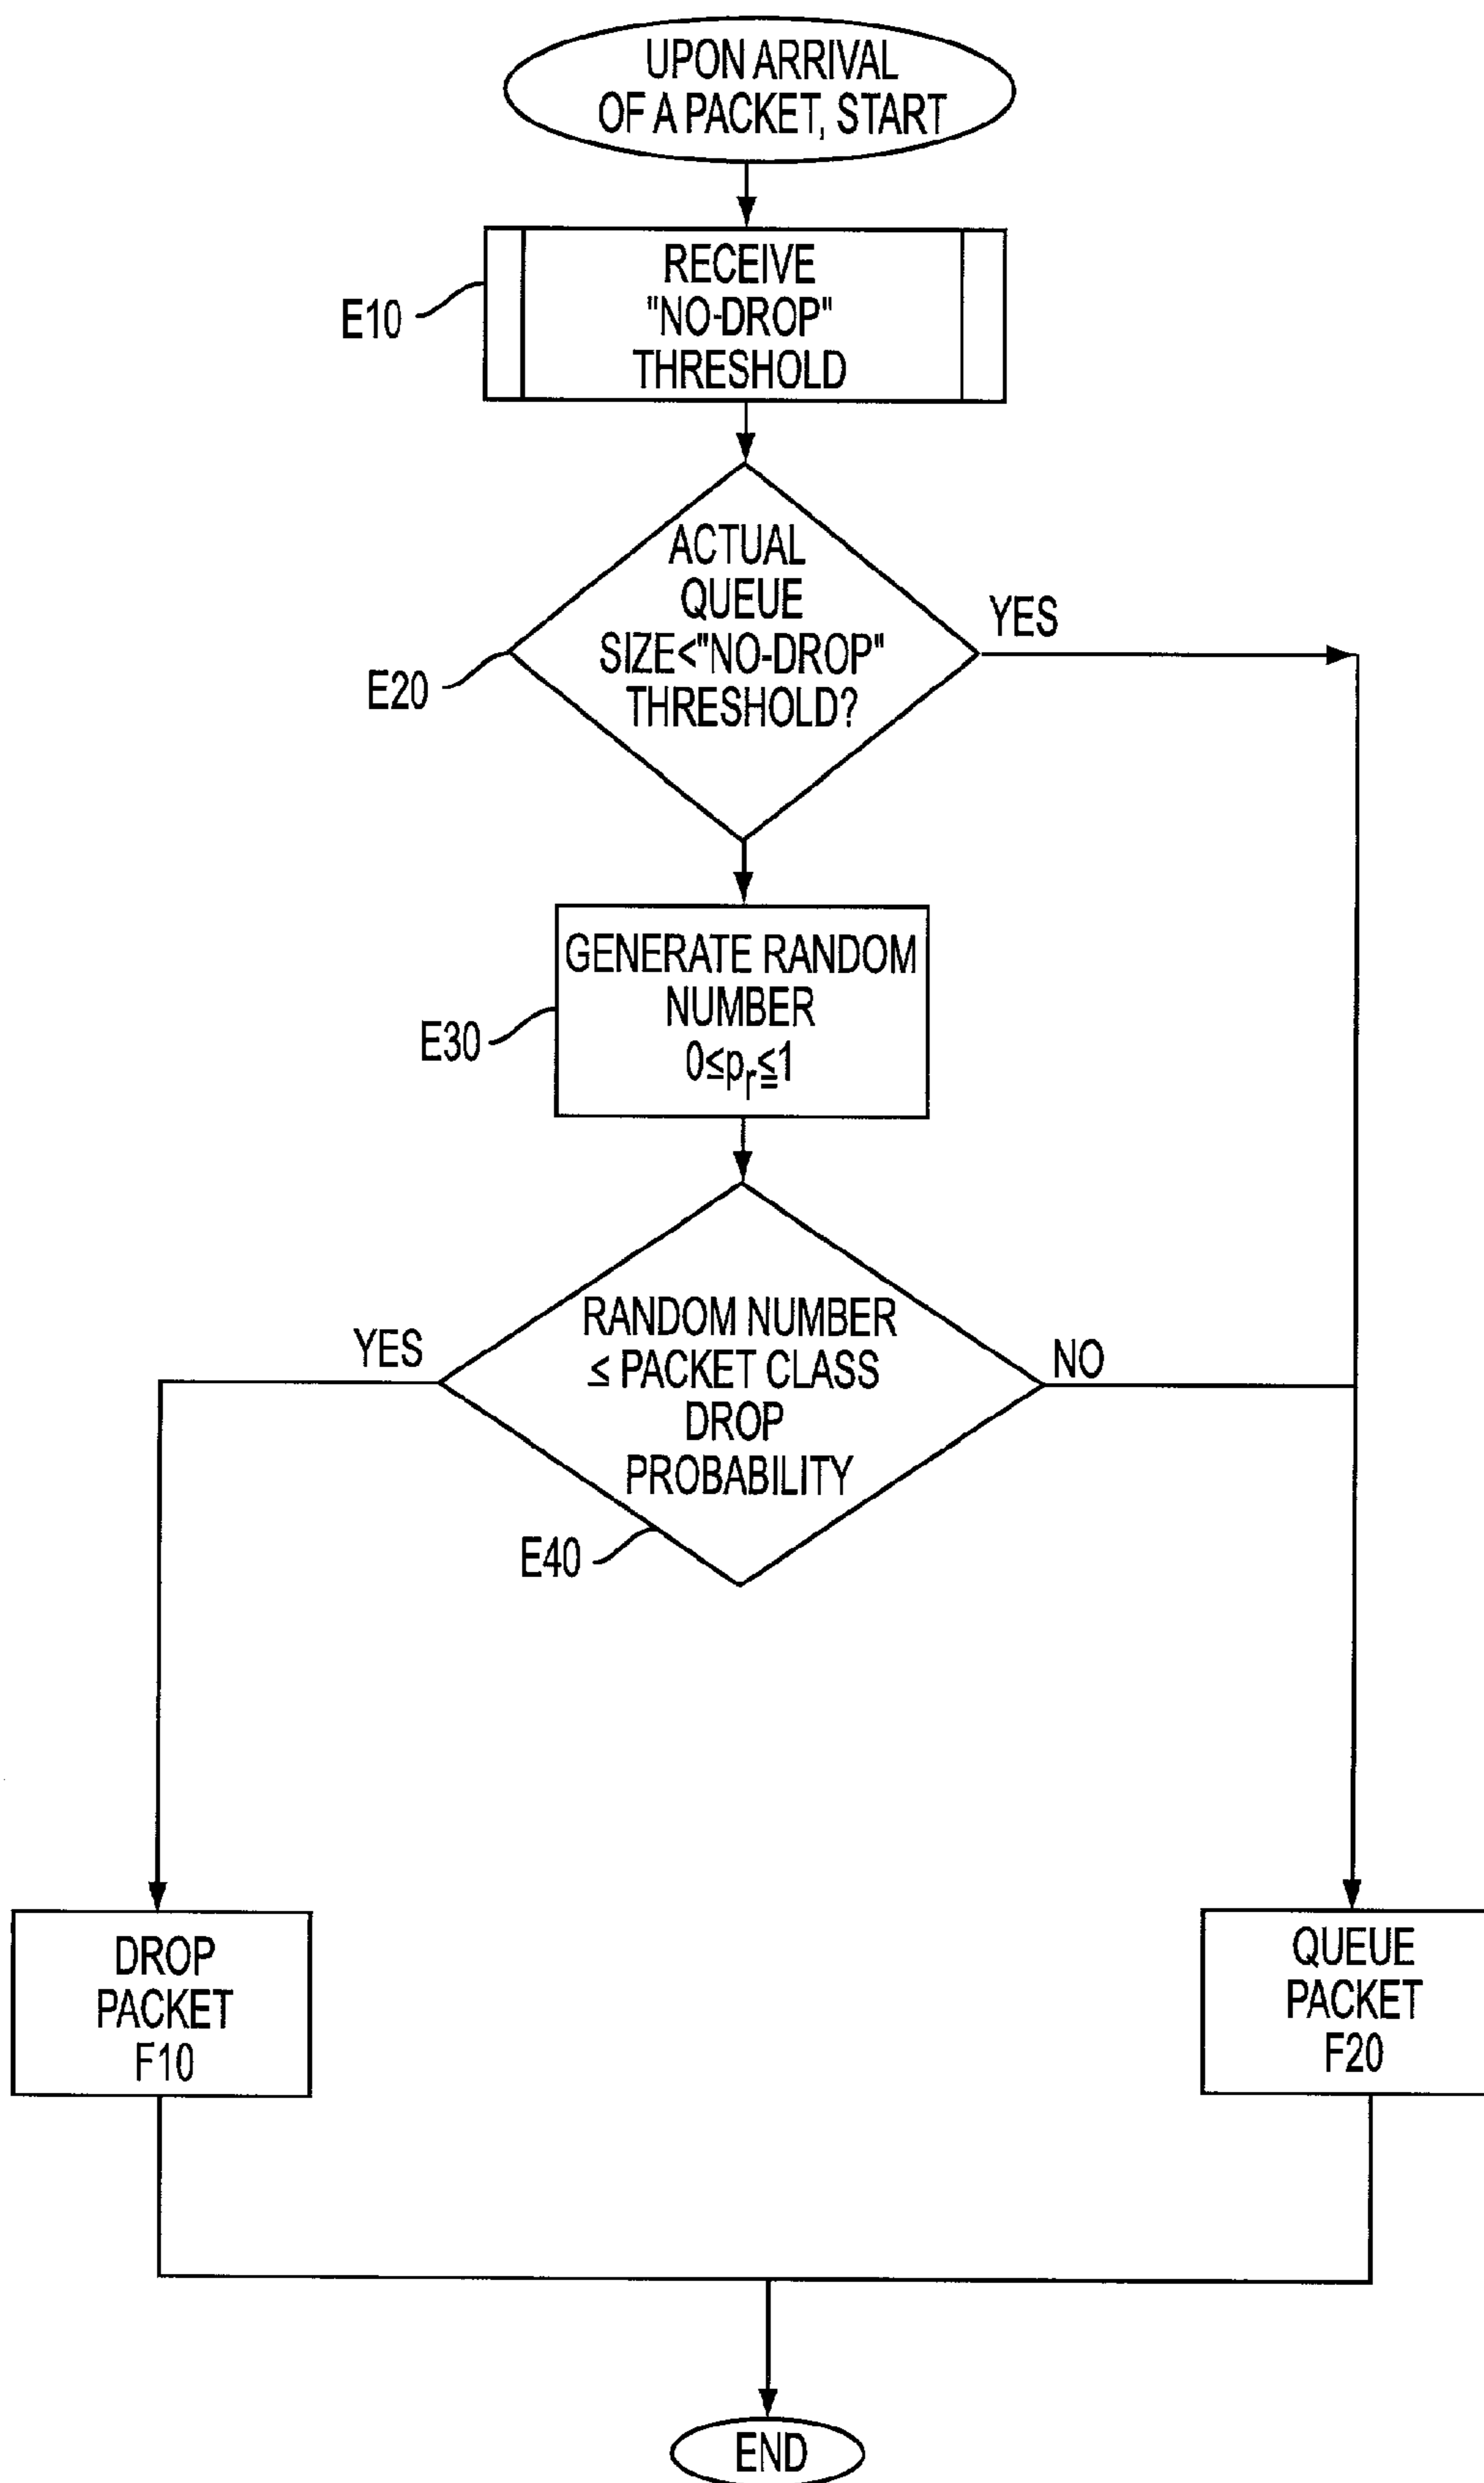 UPON ARRIVAL
OF A PACKET, START
RECEIVE
"NO-DROP"
THRESHOLD
E10
ACTUAL
QUEUE
SIZE<"NO-DROP"
THRESHOLD?
YES
E20
GENERATE RANDOM
NUMBER
0≤pr≦1
E30
RANDOM NUMBER
≤ PACKET CLASS
DROP
PROBABILITY
YES
NO
E40
DROP
PACKET
F10
QUEUE
PACKET
F20
END